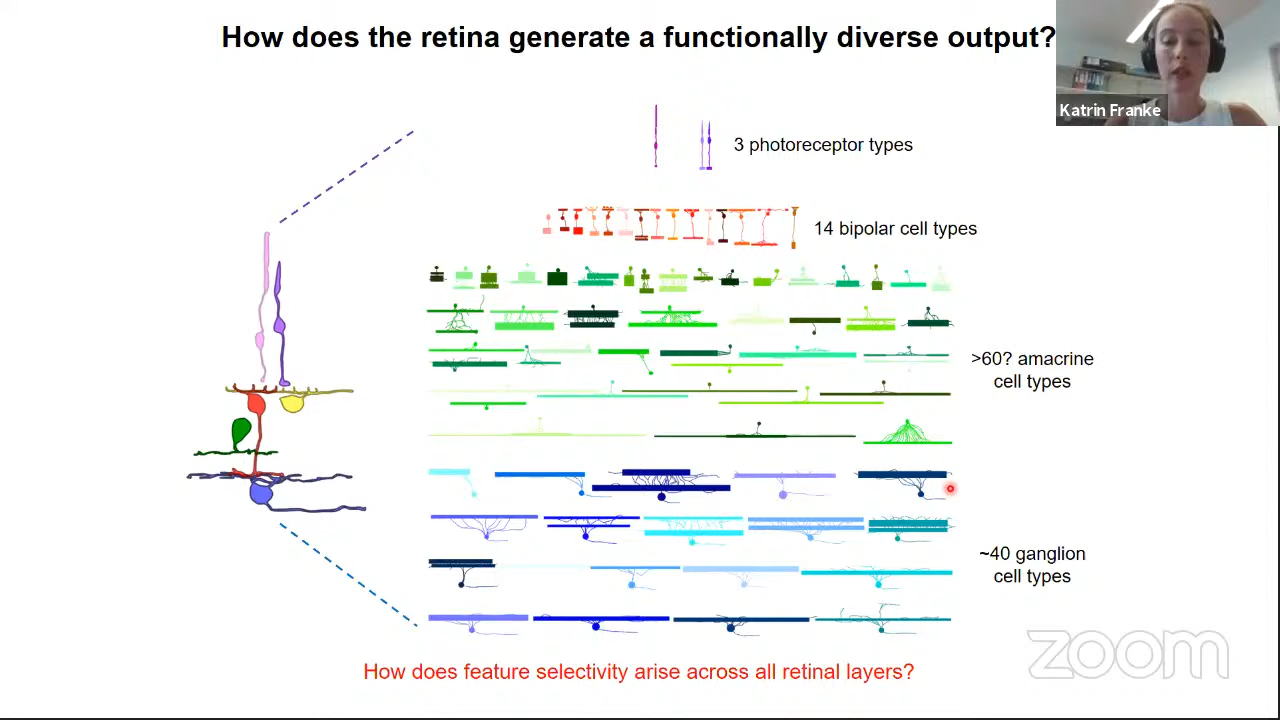 How does the retina generate a functionally diverse output?
Katrin Franke
3 photoreceptor types
14 bipolar cell types
>60? amacrine
cell types
~40 ganglion
cell types
How does feature selectivity arise across all retinal layers?
zoom